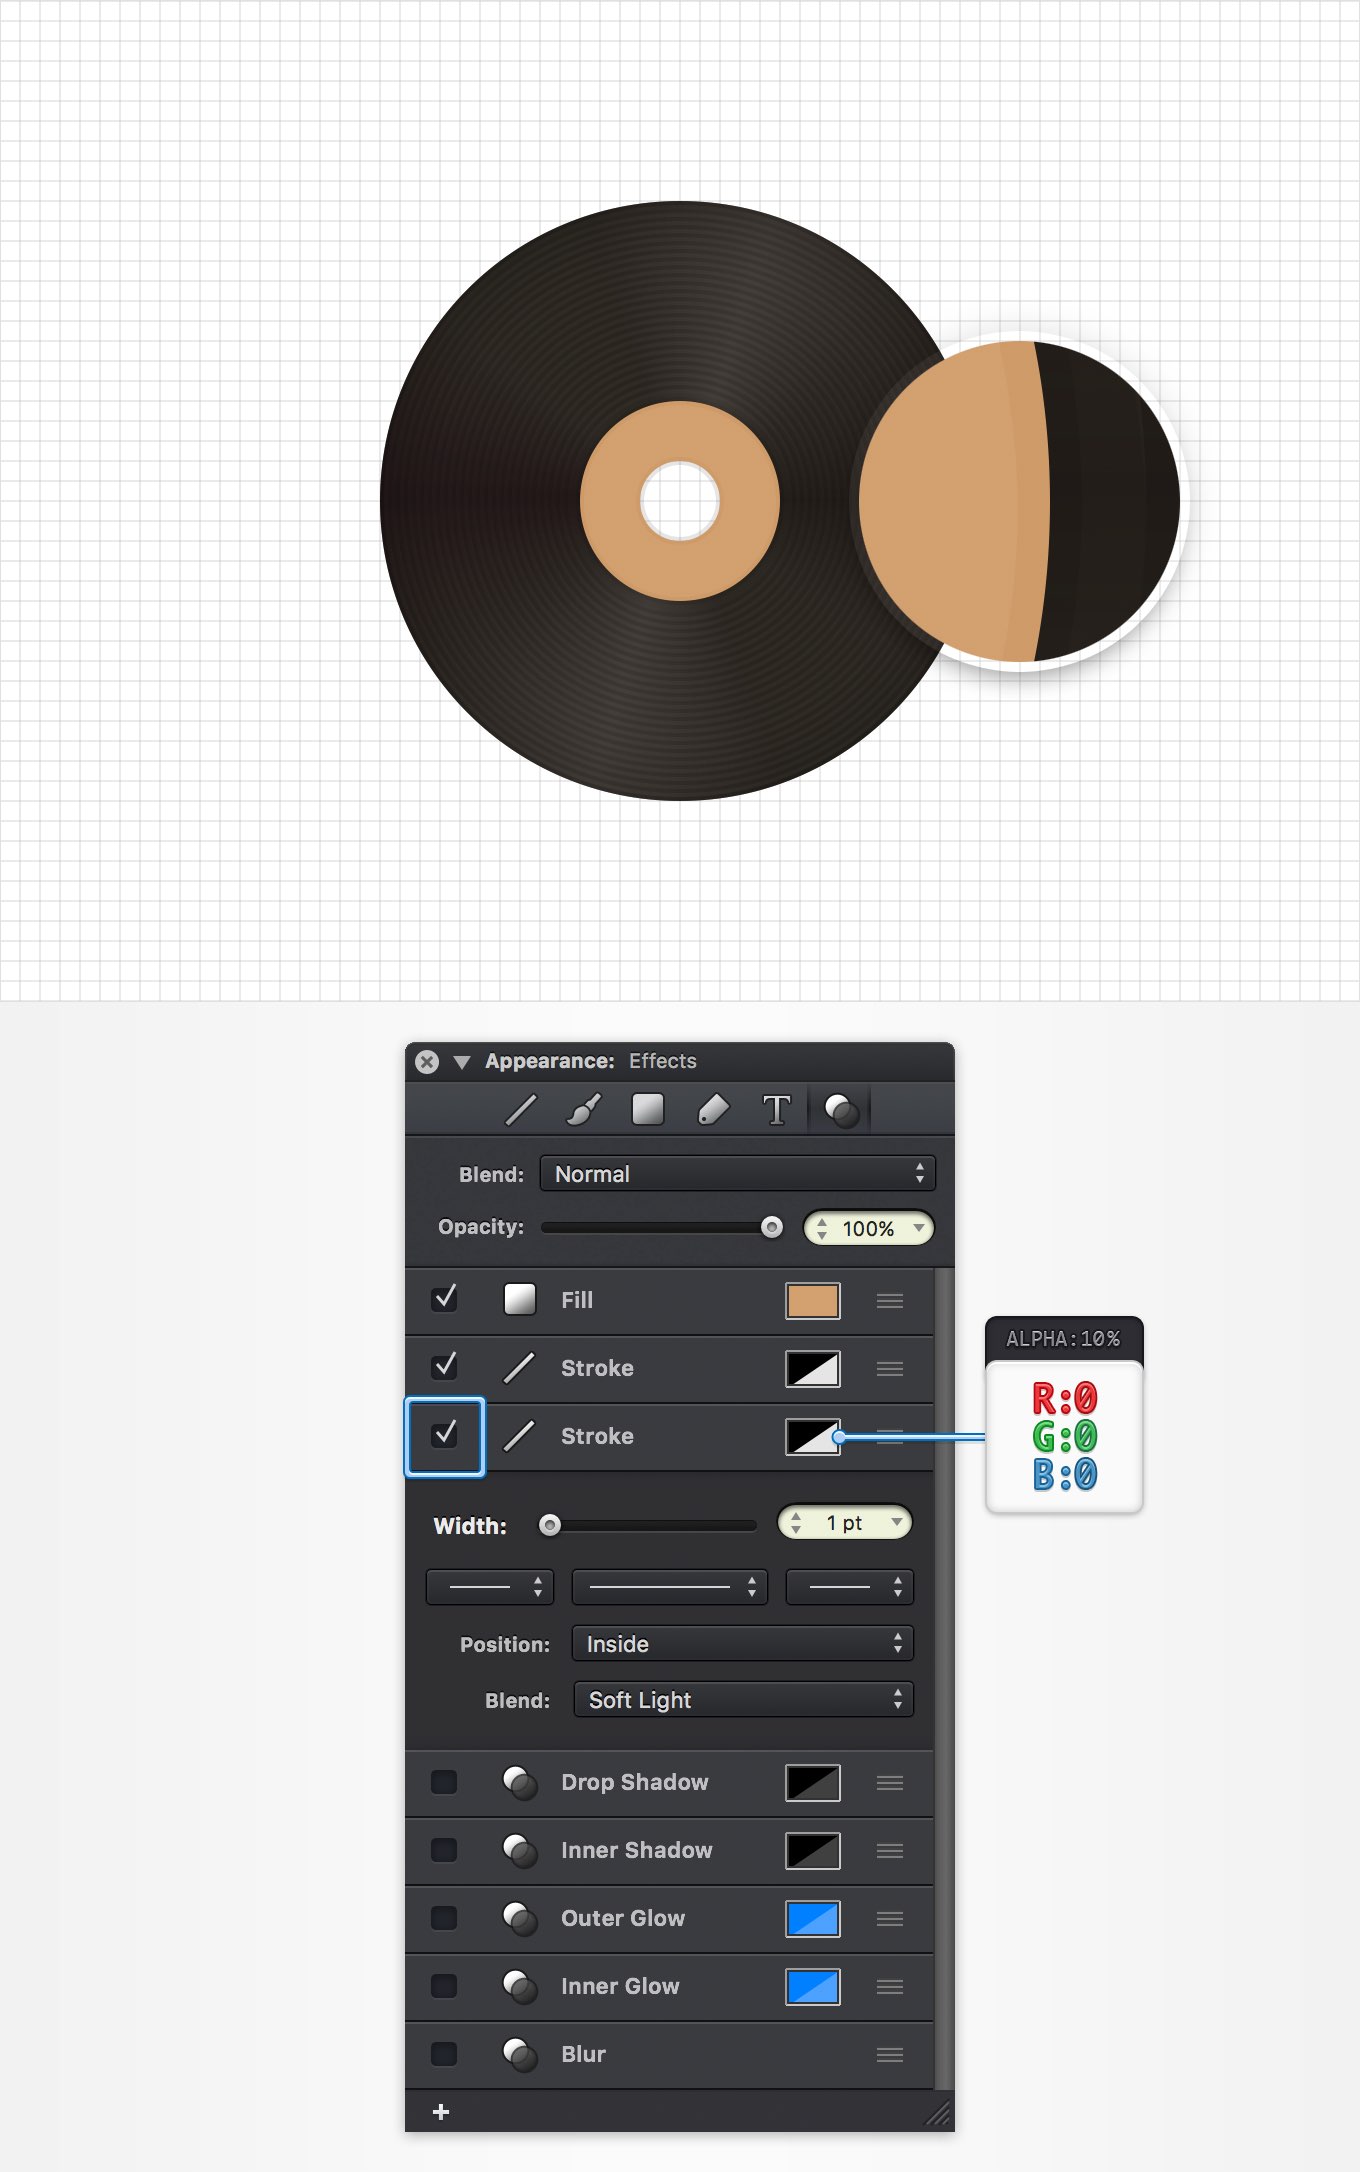 Appearance: Effects
Blend: Normal
Opacity: 100%
Fill
Stroke
ALPHA:10%
R:0
G:0
B:0
Stroke
Width: 1 pt
Position: Inside
Blend: Soft Light
Drop Shadow
Inner Shadow
Outer Glow
Inner Glow
Blur